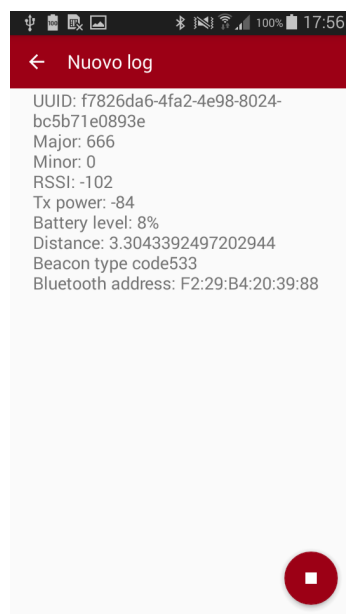 100% 17:56
Nuovo log
UUID: f7826da6-4fa2-4e98-8024-
bc5b71e0893e
Major: 666
Minor: 0
RSSI: -102
Tx power: -84
Battery level: 8%
Distance: 3.3043392497202944
Beacon type code533
Bluetooth address: F2:29:B4:20:39:88